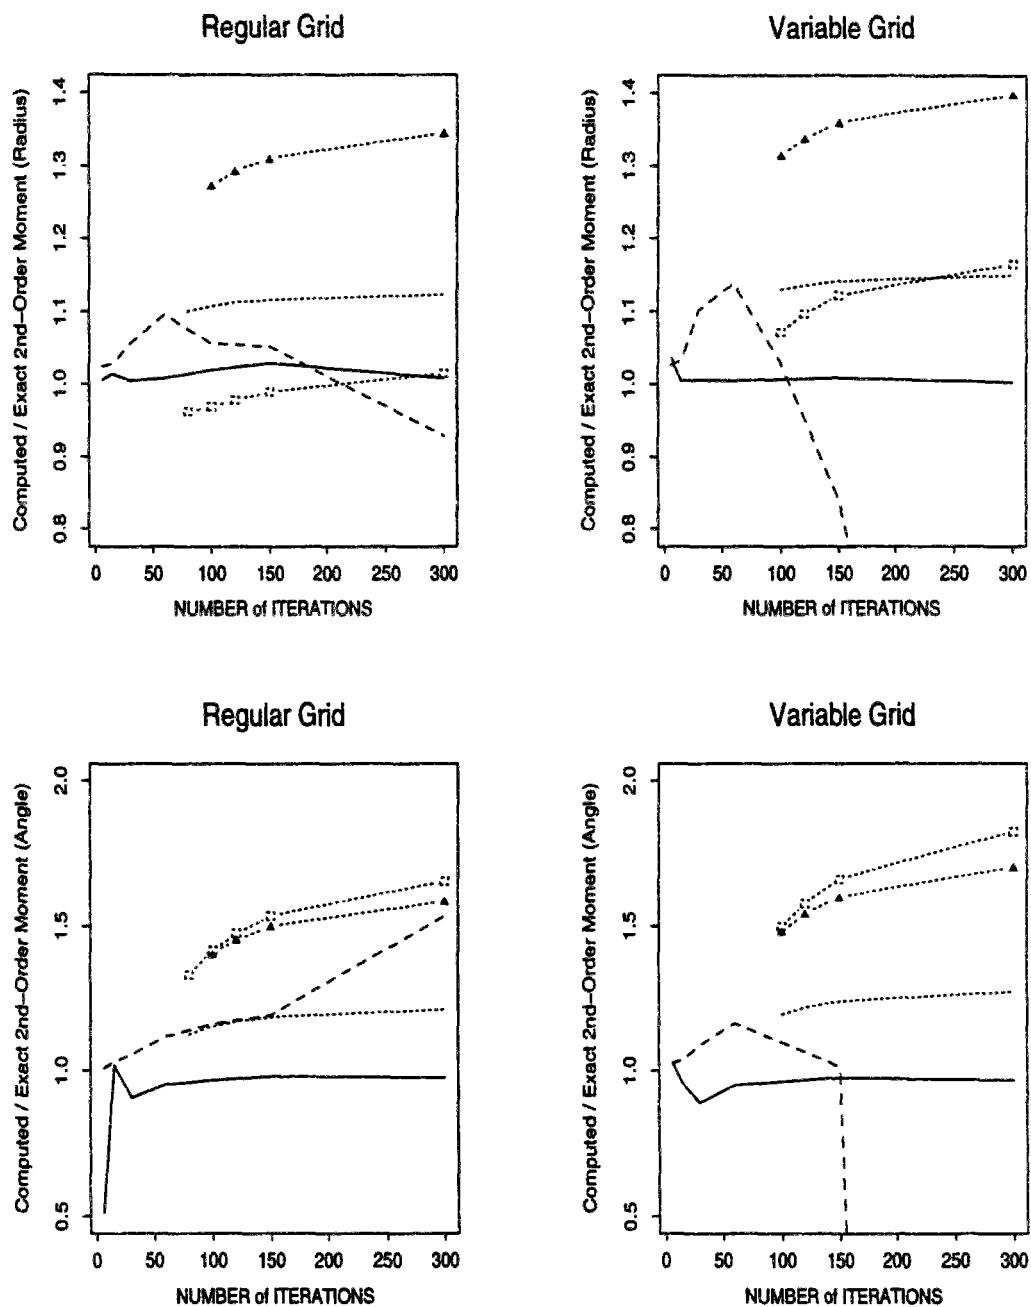 Regular Grid
Computed / Exact 2nd-Order Moment (Radius)
1.4
1.3
1.2
1.1
1.0
0.9
0.8
0 50 100 150 200 250 300
NUMBER of ITERATIONS
Variable Grid
Computed / Exact 2nd-Order Moment (Radius)
1.4
1.3
1.2
1.1
1.0
0.9
0.8
0 50 100 150 200 250 300
NUMBER of ITERATIONS
Regular Grid
Computed / Exact 2nd-Order Moment (Angle)
2.0
1.5
1.0
0.5
0 50 100 150 200 250 300
NUMBER of ITERATIONS
Variable Grid
Computed / Exact 2nd-Order Moment (Angle)
2.0
1.5
1.0
0.5
0 50 100 150 200 250 300
NUMBER of ITERATIONS